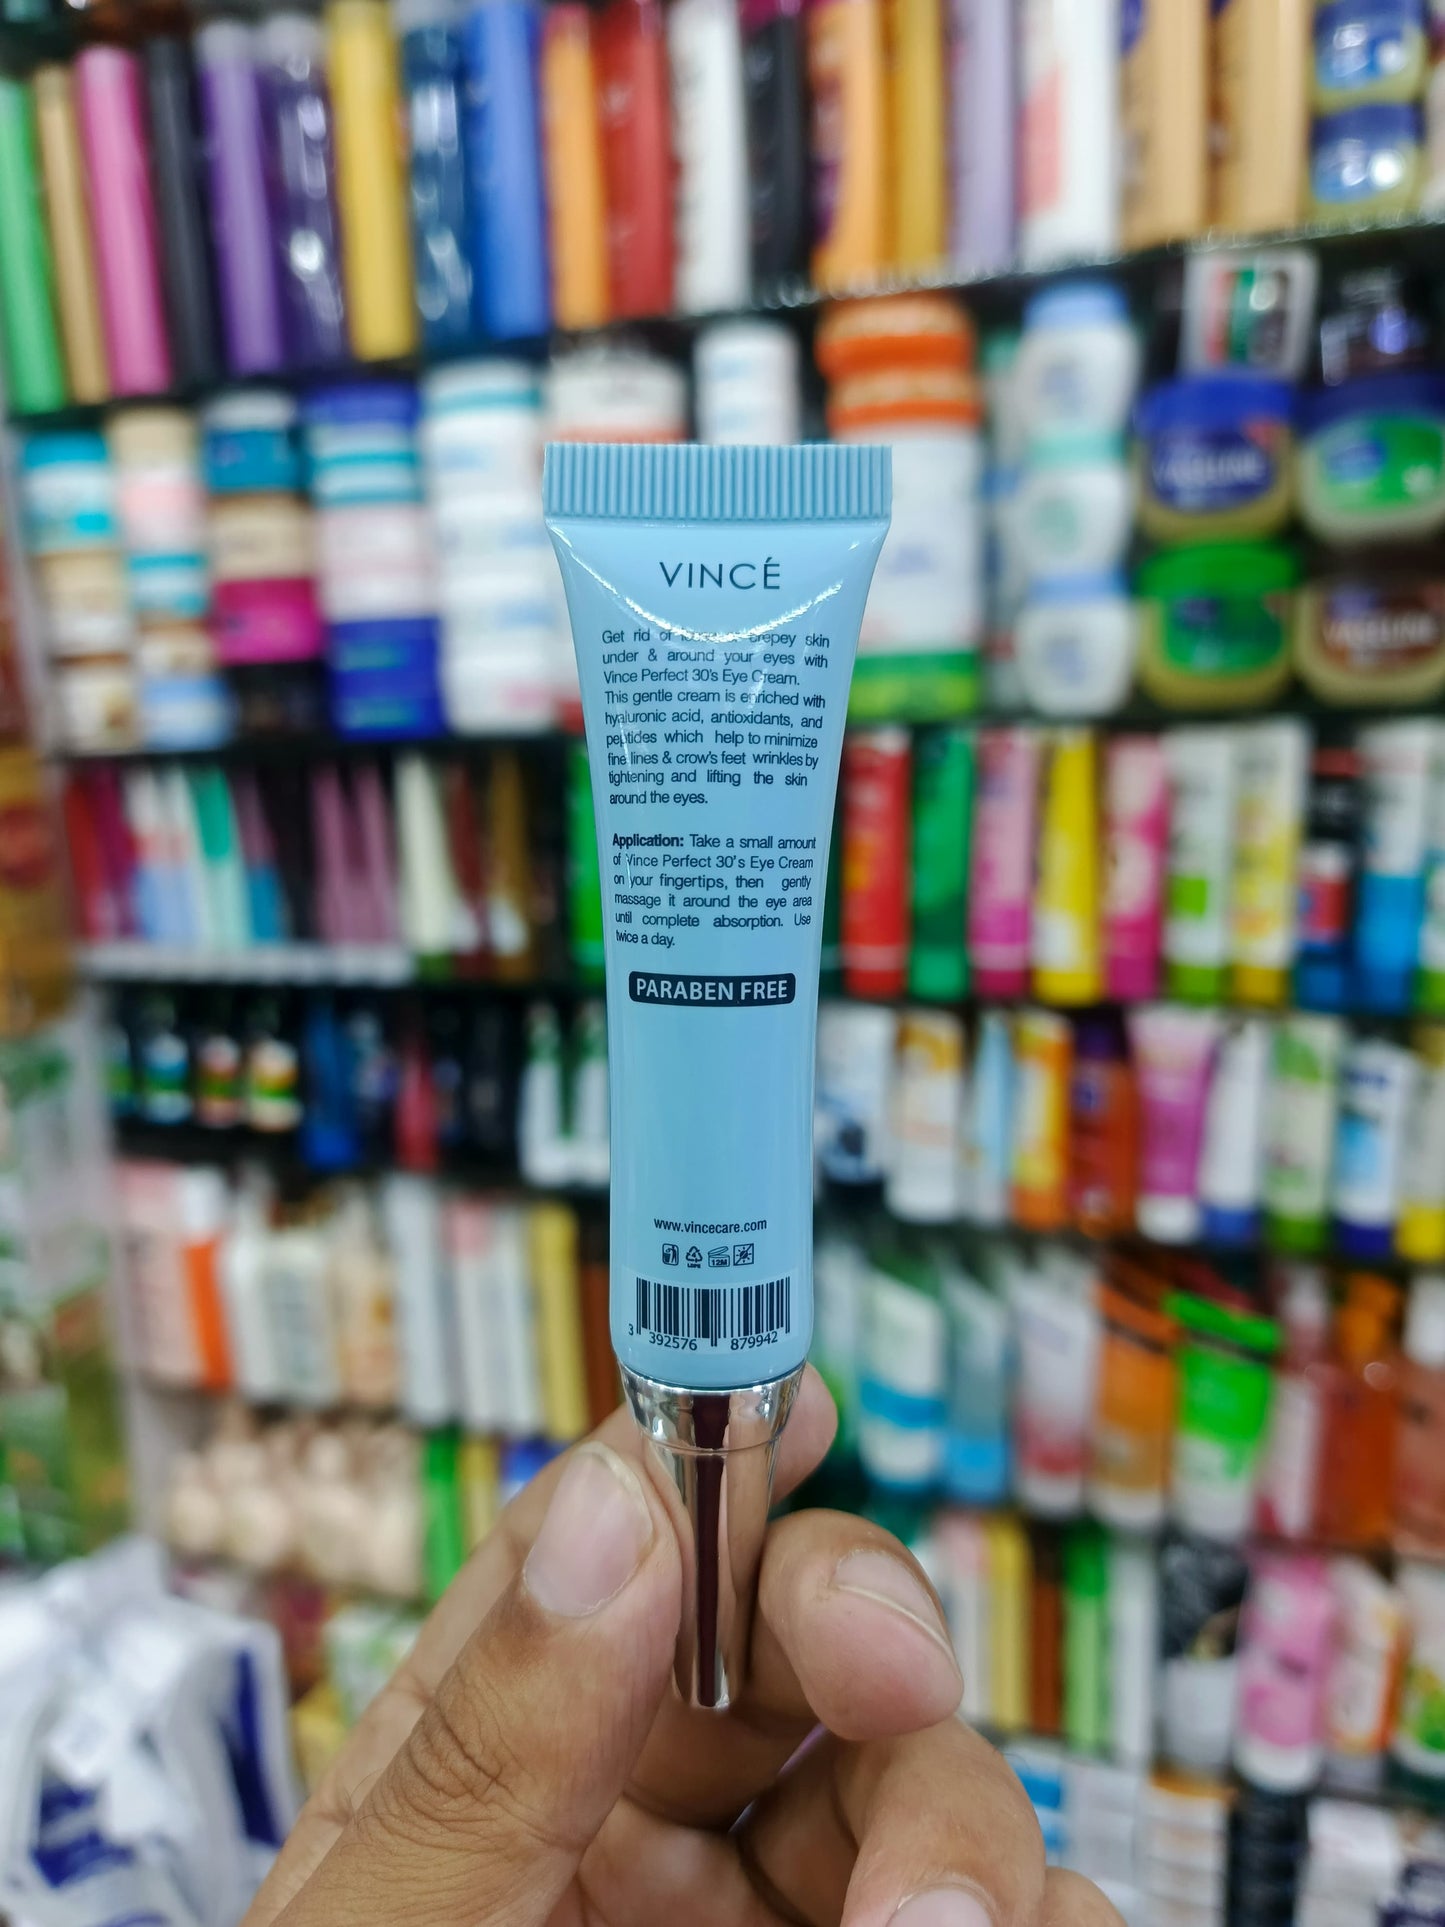 VINCÉ
Get rid of crepey skin
under & around your eyes with
Vince Perfect 30's Eye Cream.
This gentle cream is enriched with
hyaluronic acid, antioxidants, and
peptides which help to minimize
fine lines & crow's feet wrinkles by
tightening and lifting the skin
around the eyes.
Application: Take a small amount
of Vince Perfect 30's Eye Cream
on your fingertips, then gently
massage it around the eye area
until complete absorption. Use
twice a day.
PARABEN FREE
www.vincecare.com
LDPE 12M
3 392576 879942
Vaseline